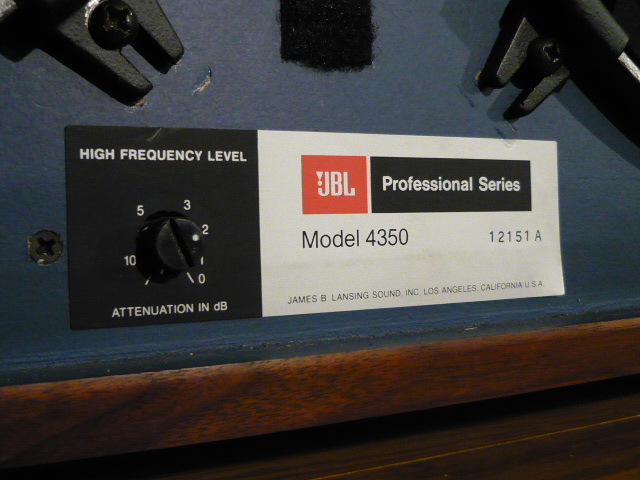 HIGH FREQUENCY LEVEL
5
3
2
10
1
0
ATTENUATION IN dB
JBL
Professional Series
Model 4350
12151 A
JAMES B. LANSING SOUND, INC. LOS ANGELES, CALIFORNIA U.S.A.